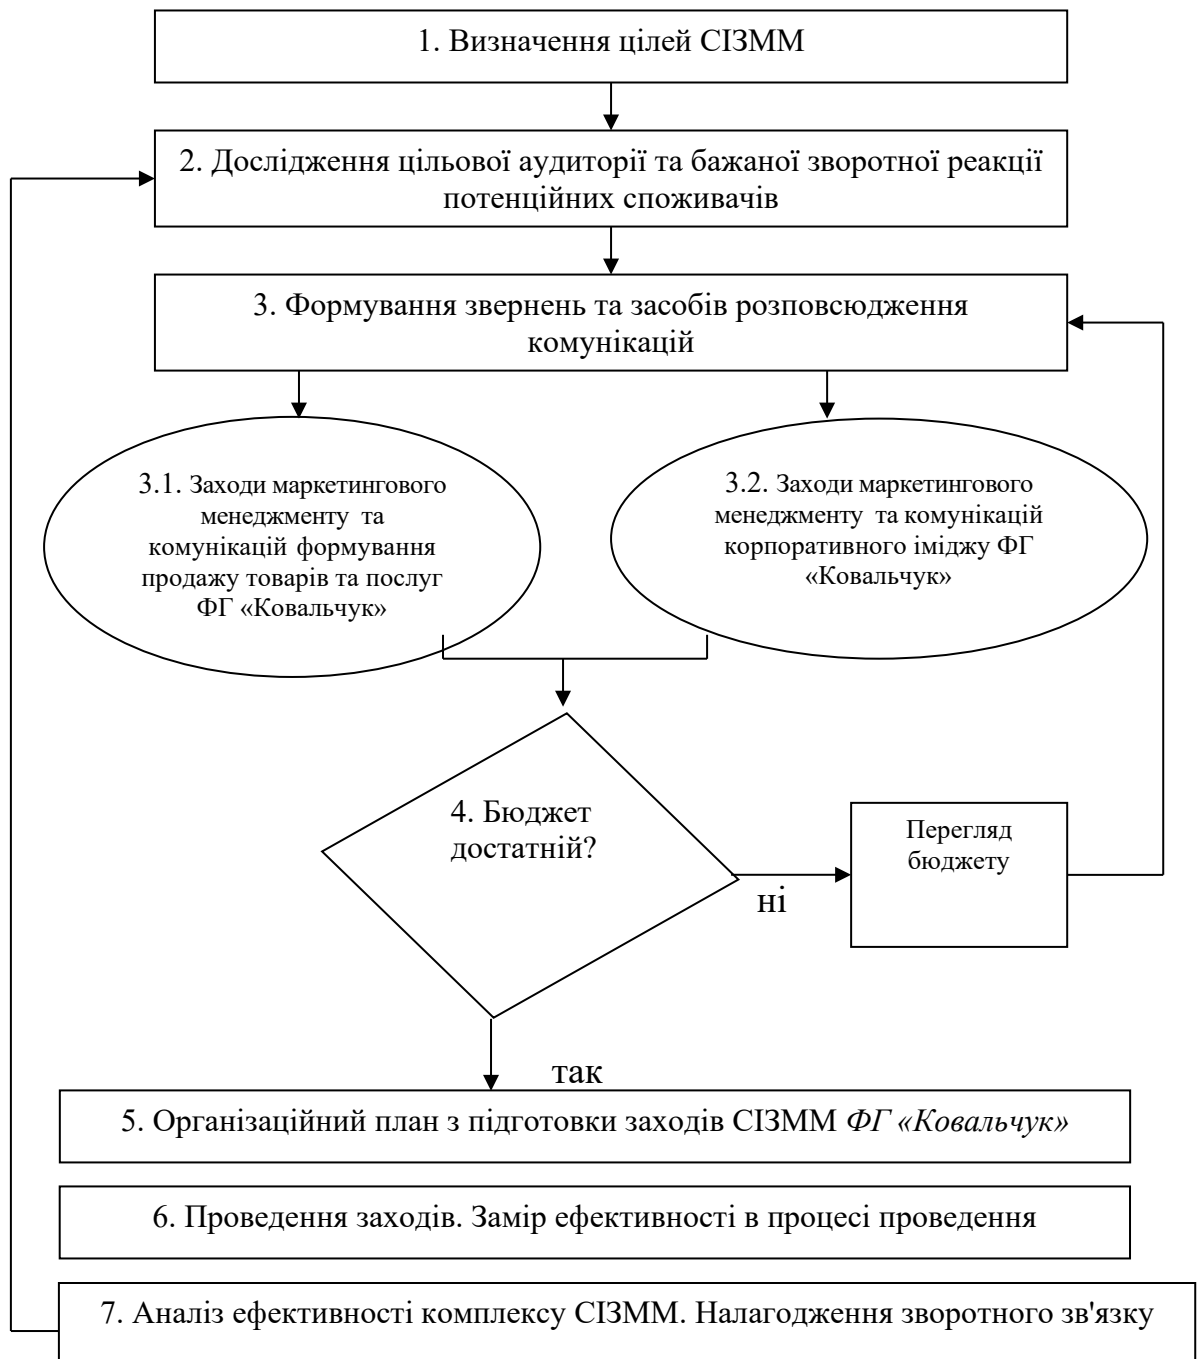 1. Визначення цілей СІЗММ
2. Дослідження цільової аудиторії та бажаної зворотної реакції
потенційних споживачів
3. Формування звернень та засобів розповсюдження
комунікацій
3.1. Заходи маркетингового
менеджменту та
комунікацій формування
продажу товарів та послуг
ФГ «Ковальчук»
3.2. Заходи маркетингового
менеджменту та комунікацій
корпоративного іміджу ФГ
«Ковальчук»
4. Бюджет
достатній?
ні
Перегляд
бюджету
так
5. Організаційний план з підготовки заходів СІЗММ ФГ «Ковальчук»
6. Проведення заходів. Замір ефективності в процесі проведення
7. Аналіз ефективності комплексу СІЗММ. Налагодження зворотного зв'язку